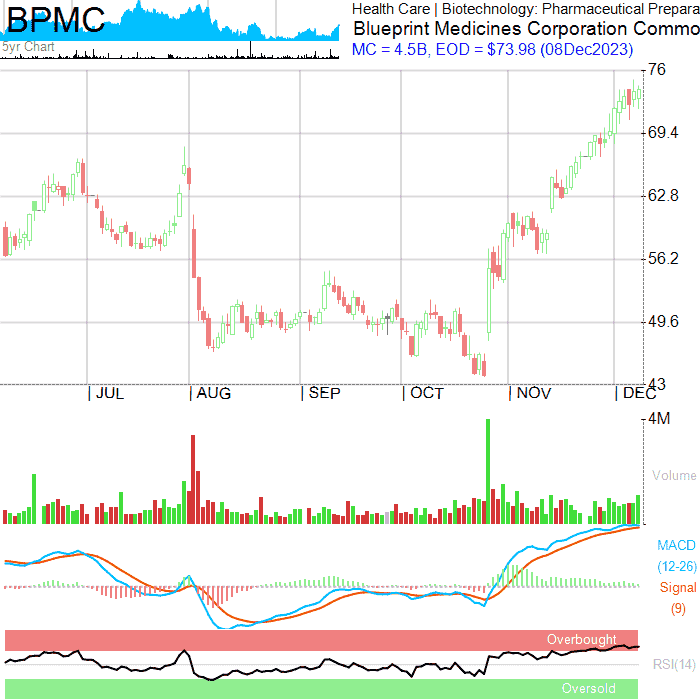 BPMC
5yr Chart
Health Care | Biotechnology: Pharmaceutical Prepara
Blueprint Medicines Corporation Commo
MC = 4.5B, EOD = $73.98 (08Dec2023)
76
69.4
62.8
56.2
49.6
43
| JUL | AUG | SEP | OCT | NOV | DEC
4M
Volume
MACD
(12-26)
Signal
(9)
Overbought
RSI(14)
Oversold